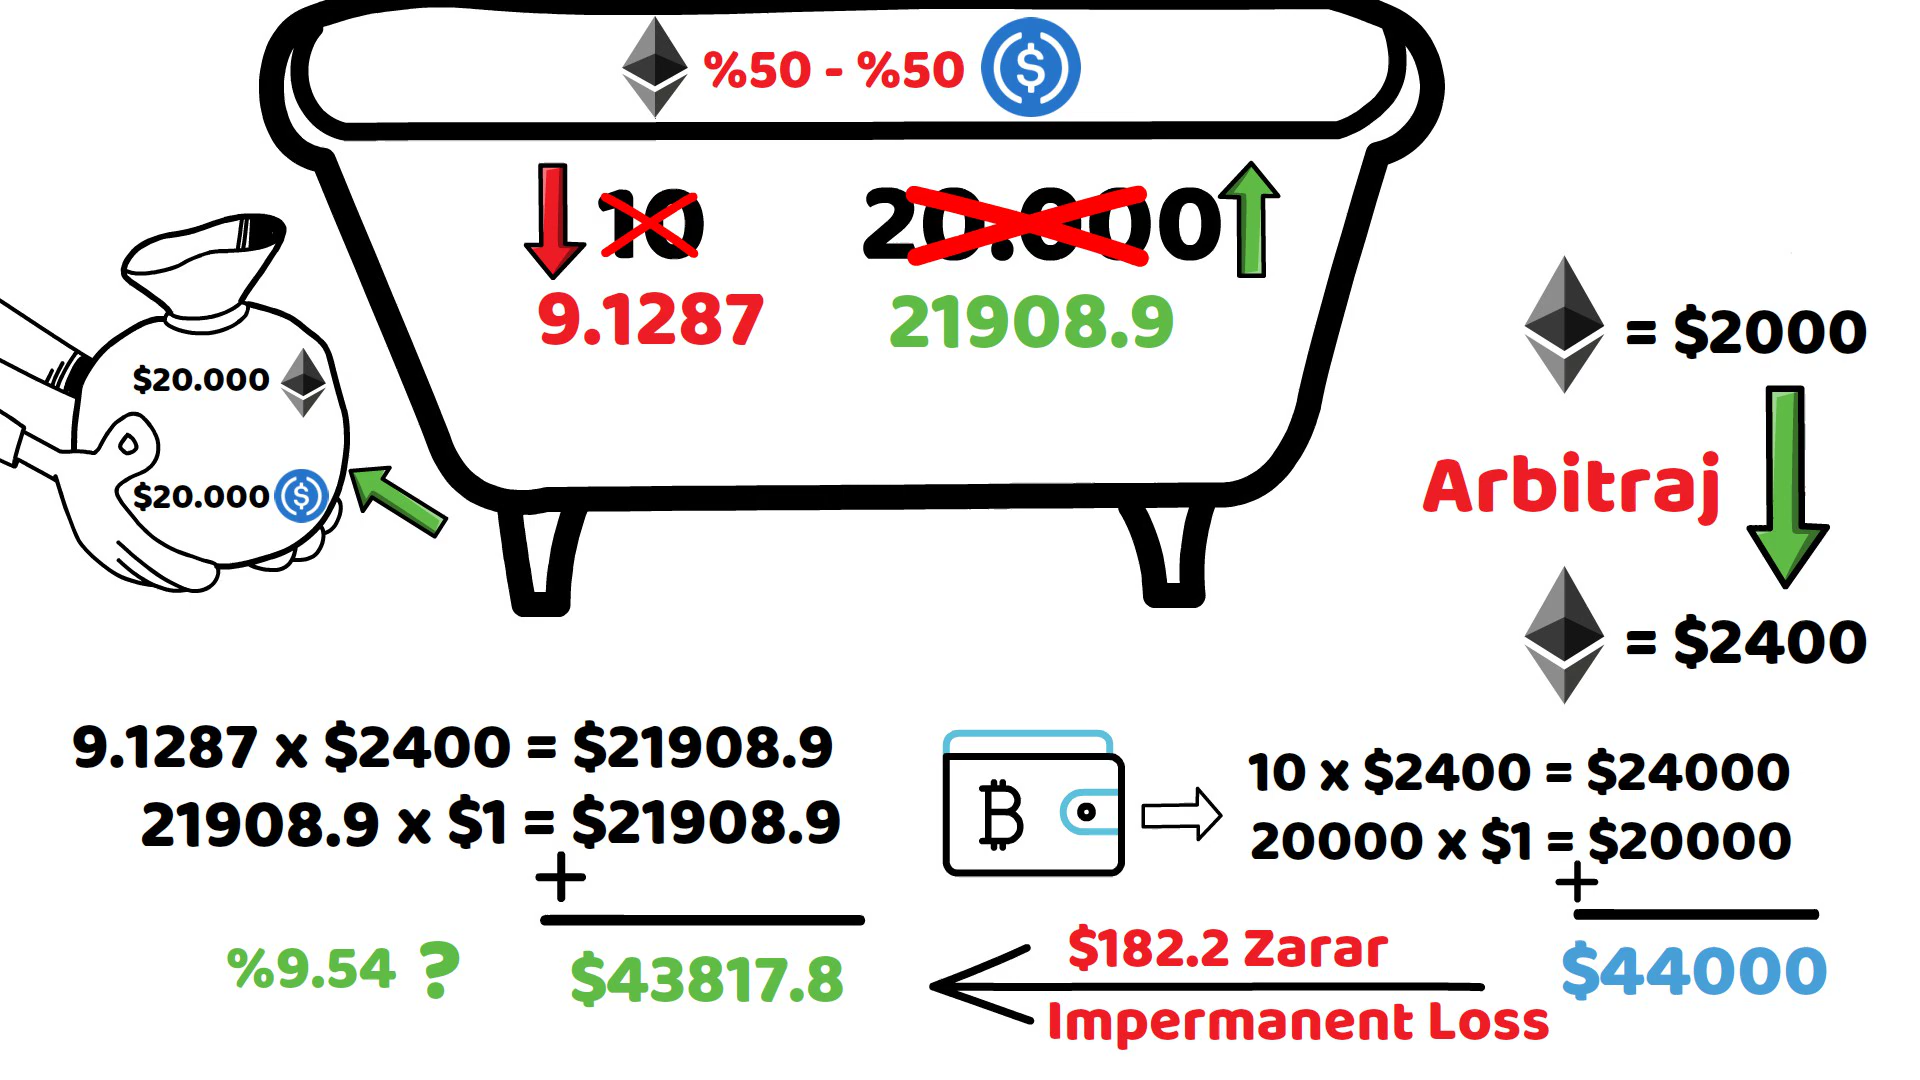 %50 - %50
10
20.000
9.1287
21908.9
$20.000
$20.000
= $2000
Arbitraj
= $2400
9.1287 x $2400 = $21908.9
21908.9 x $1 = $21908.9
+
%9.54 ?
$43817.8
10 x $2400 = $24000
20000 x $1 = $20000
+
$44000
$182.2 Zarar
Impermanent Loss